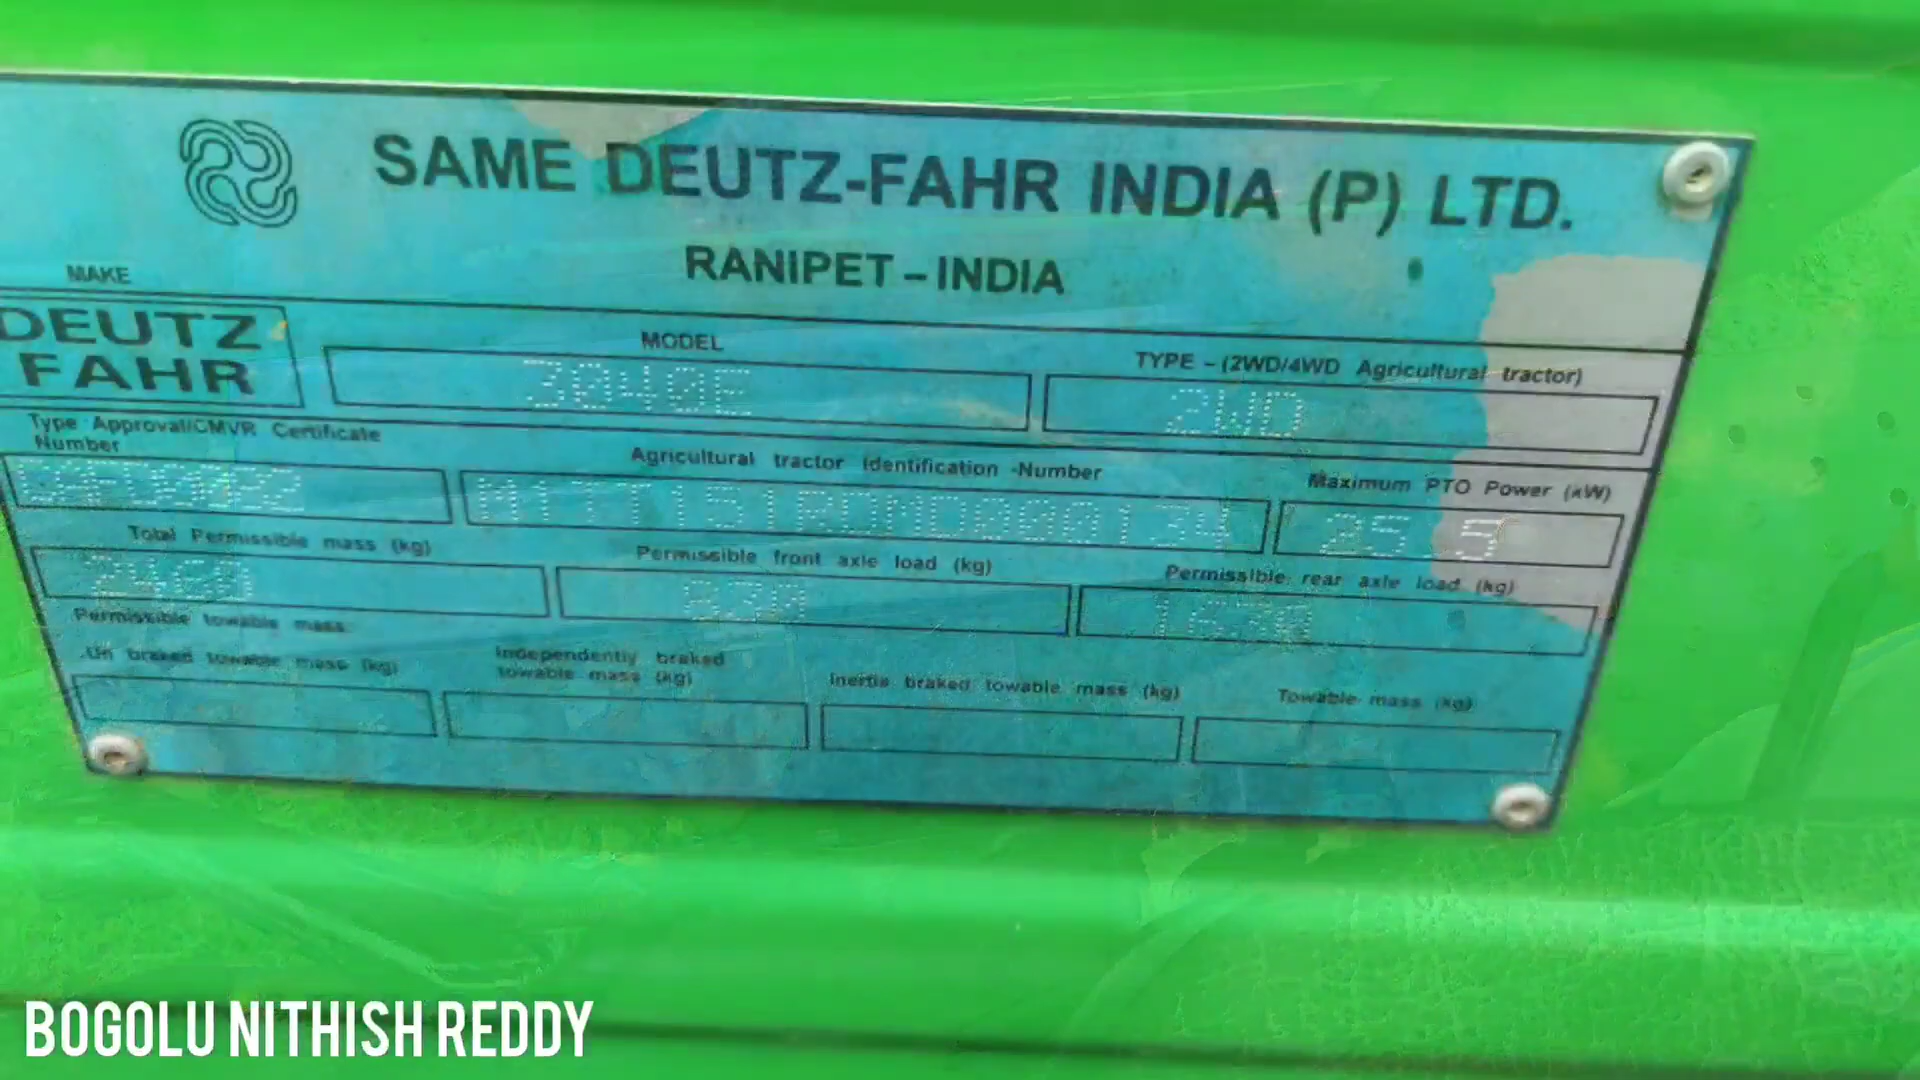 SAME DEUTZ-FAHR INDIA (P) LTD.
RANIPET – INDIA
MAKE
DEUTZ
FAHR
MODEL
3040E
TYPE – (2WD/4WD Agricultural tractor)
2WD
Type Approval/CMVR Certificate
Number
Agricultural tractor Identification -Number
Maximum PTO Power (kW)
25.5
Total Permissible mass (kg)
2460
Permissible front axle load (kg)
830
Permissible rear axle load (kg)
Permissible towable mass:
Un braked towable mass (kg)
Independently braked
towable mass (kg)
Inertia braked towable mass (kg)
Towable mass (kg)
BOGOLU NITHISH REDDY